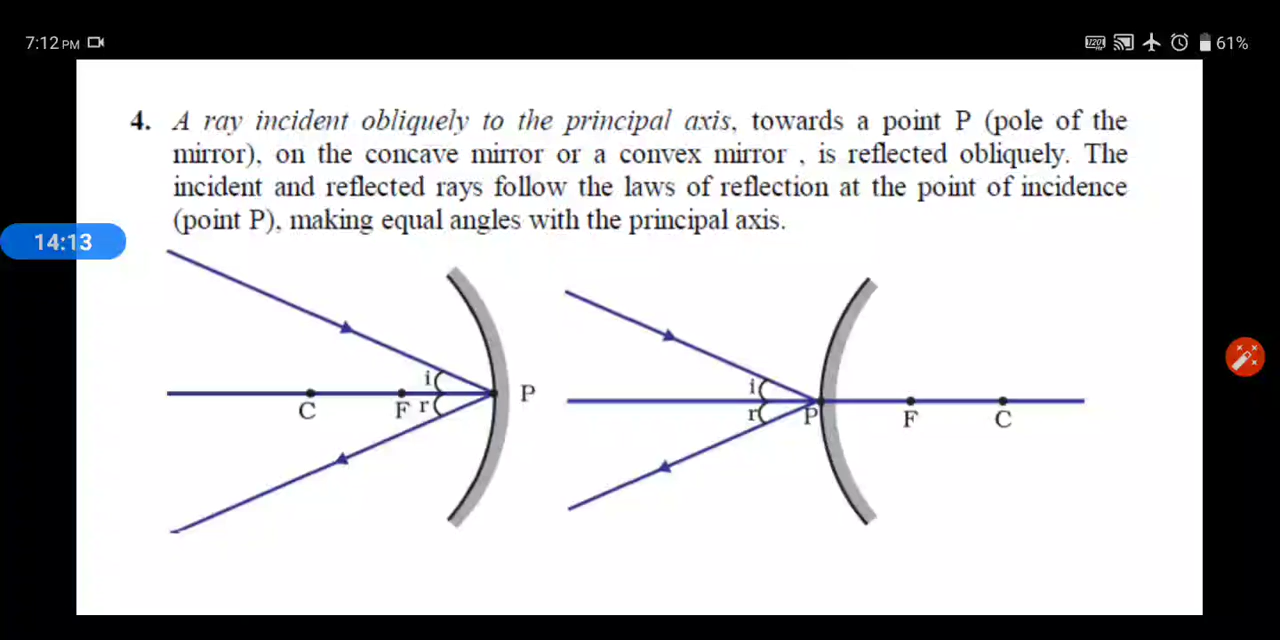 7:12 PM
720
61%
4. A ray incident obliquely to the principal axis, towards a point P (pole of the
mirror), on the concave mirror or a convex mirror , is reflected obliquely. The
incident and reflected rays follow the laws of reflection at the point of incidence
(point P), making equal angles with the principal axis.
14:13
i
C F r P
i
r P F C